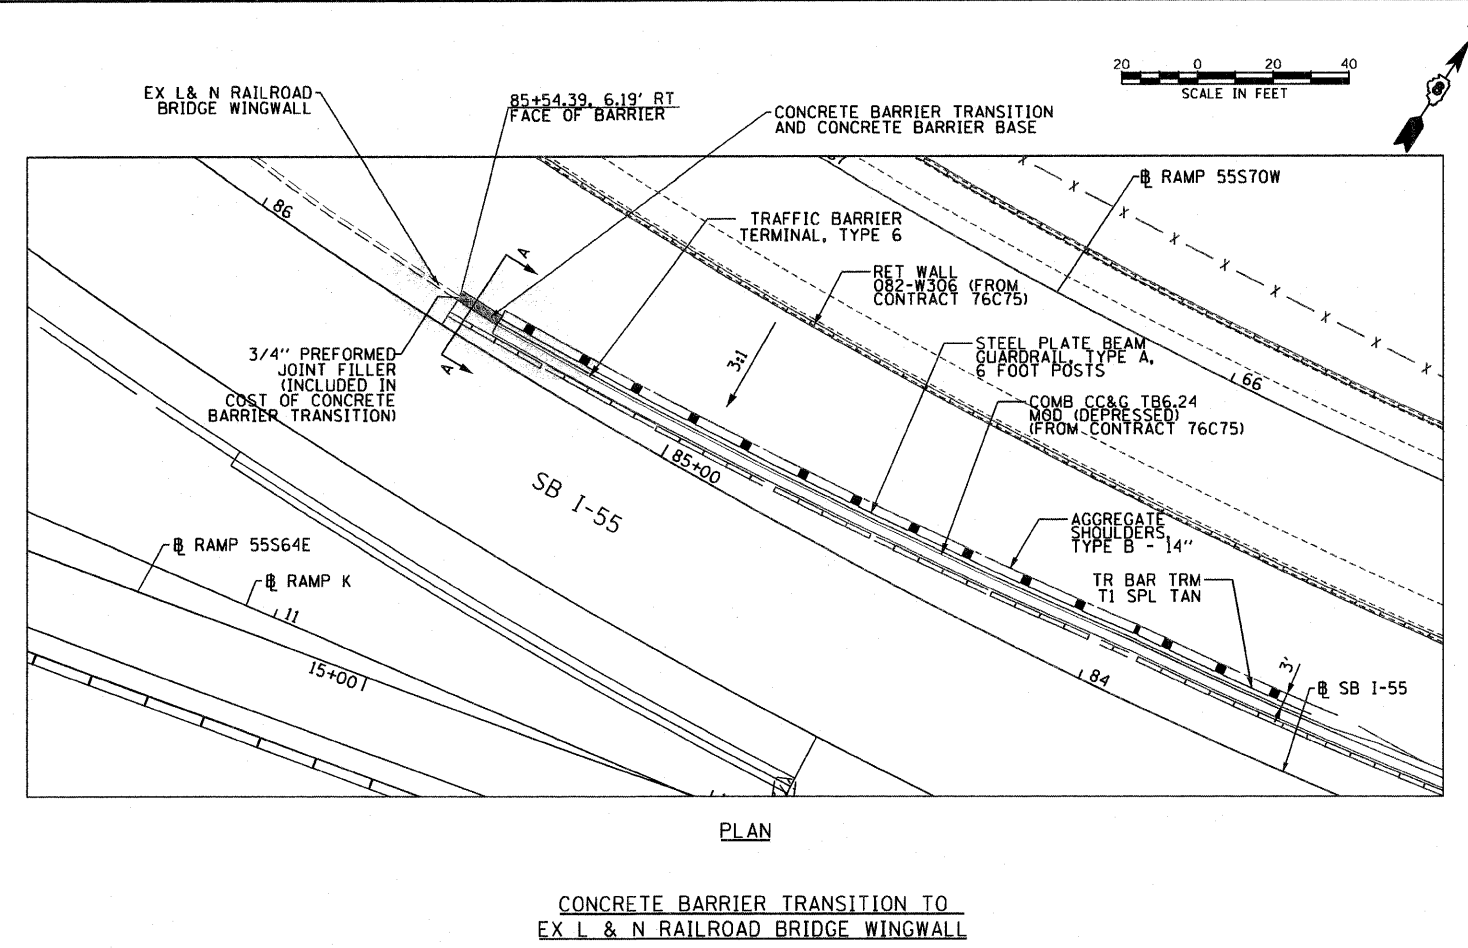 20 0 20 40
SCALE IN FEET
8
EX L& N RAILROAD
BRIDGE WINGWALL
85+54.39, 6.19' RT
FACE OF BARRIER
CONCRETE BARRIER TRANSITION
AND CONCRETE BARRIER BASE
℄ RAMP 55S70W
86
TRAFFIC BARRIER
TERMINAL, TYPE 6
A
RET WALL
082-W306 (FROM
CONTRACT 76C75)
3/4" PREFORMED
JOINT FILLER
(INCLUDED IN
COST OF CONCRETE
BARRIER TRANSITION)
A
3:1
STEEL PLATE BEAM
GUARDRAIL, TYPE A,
6 FOOT POSTS
66
COMB CC&G TB6.24
MOD (DEPRESSED)
(FROM CONTRACT 76C75)
85+00
SB I-55
AGGREGATE
SHOULDERS,
TYPE B - 14"
℄ RAMP 55S64E
℄ RAMP K
TR BAR TRM
T1 SPL TAN
11
15+00
3'
84
℄ SB I-55
PLAN
CONCRETE BARRIER TRANSITION TO
EX L & N RAILROAD BRIDGE WINGWALL